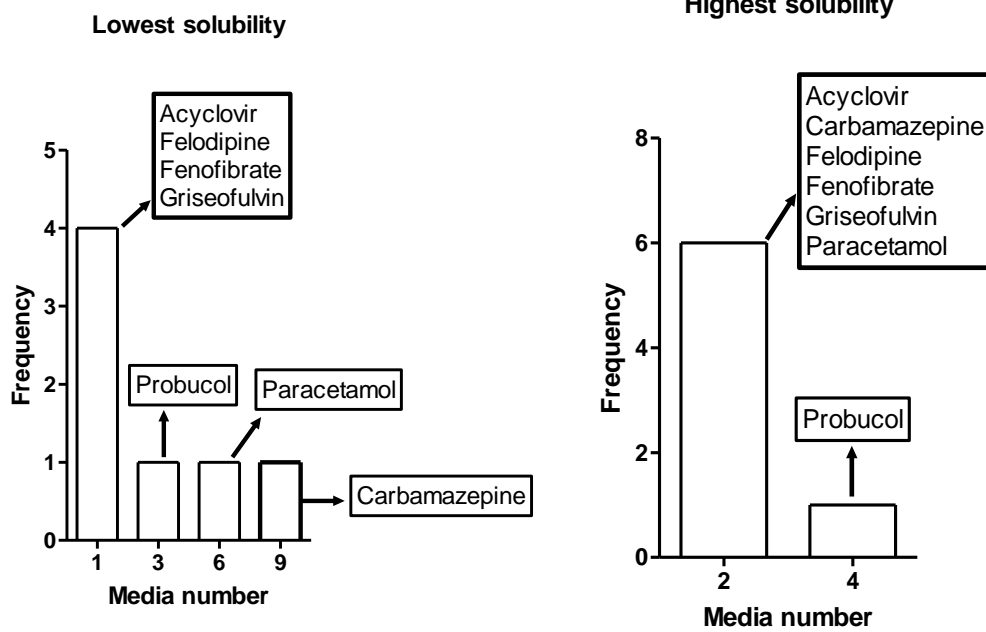 Lowest solubility
Acyclovir
Felodipine
Fenofibrate
Griseofulvin
5
4
3
2
1
0
Frequency
Probucol
Paracetamol
Carbamazepine
1 3 6 9
Media number
Highest solubility
Acyclovir
Carbamazepine
Felodipine
Fenofibrate
Griseofulvin
Paracetamol
8
6
4
2
0
Frequency
Probucol
2 4
Media number